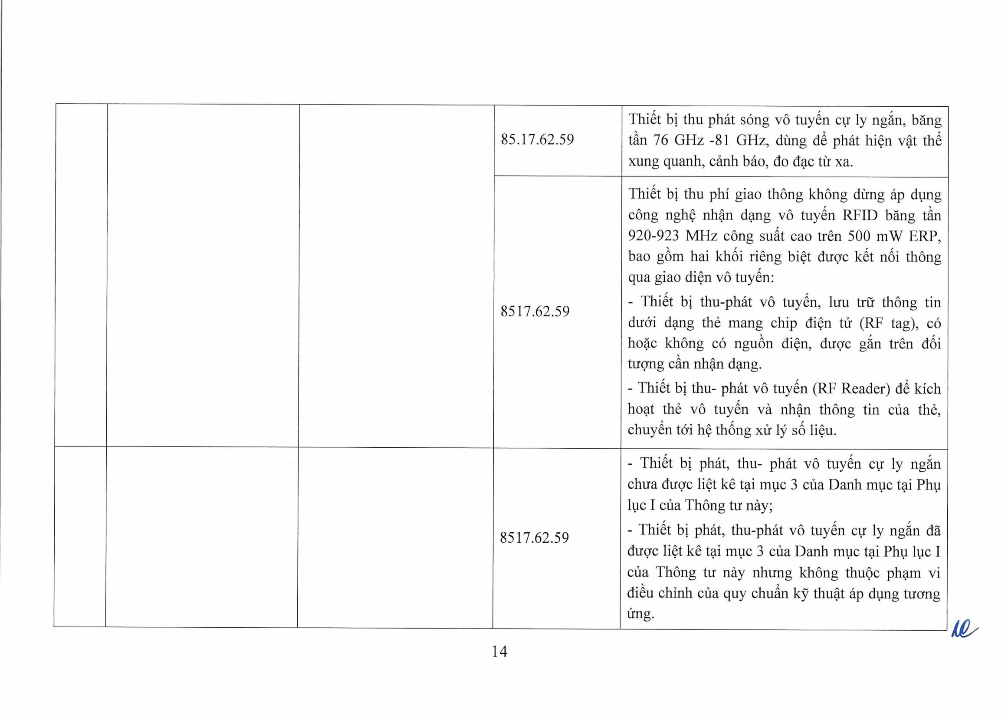 85.17.62.59
Thiết bị thu phát sóng vô tuyến cự ly ngắn, băng
tần 76 GHz -81 GHz, dùng để phát hiện vật thể
xung quanh, cảnh báo, đo đạc từ xa.
8517.62.59
Thiết bị thu phí giao thông không dừng áp dụng
công nghệ nhận dạng vô tuyến RFID băng tần
920-923 MHz công suất cao trên 500 mW ERP,
bao gồm hai khối riêng biệt được kết nối thông
qua giao diện vô tuyến:
- Thiết bị thu-phát vô tuyến, lưu trữ thông tin
dưới dạng thẻ mang chip điện tử (RF tag), có
hoặc không có nguồn điện, được gắn trên đối
tượng cần nhận dạng.
- Thiết bị thu- phát vô tuyến (RF Reader) để kích
hoạt thẻ vô tuyến và nhận thông tin của thẻ,
chuyển tới hệ thống xử lý số liệu.
8517.62.59
- Thiết bị phát, thu- phát vô tuyến cự ly ngắn
chưa được liệt kê tại mục 3 của Danh mục tại Phụ
lục I của Thông tư này;
- Thiết bị phát, thu-phát vô tuyến cự ly ngắn đã
được liệt kê tại mục 3 của Danh mục tại Phụ lục I
của Thông tư này nhưng không thuộc phạm vi
điều chỉnh của quy chuẩn kỹ thuật áp dụng tương
ứng.
14